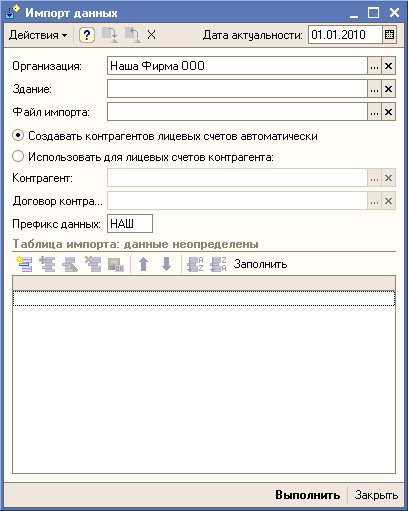 Импорт данных
Действия ? X Дата актуальности: 01.01.2010
Организация: Наша Фирма ООО ... ×
Здание: ... ×
Файл импорта: ... ×
Создавать контрагентов лицевых счетов автоматически
Использовать для лицевых счетов контрагента:
Контрагент: ... ×
Договор контра... ... ×
Префикс данных: НАШ
Таблица импорта: данные неопределены
Заполнить
Выполнить Закрыть